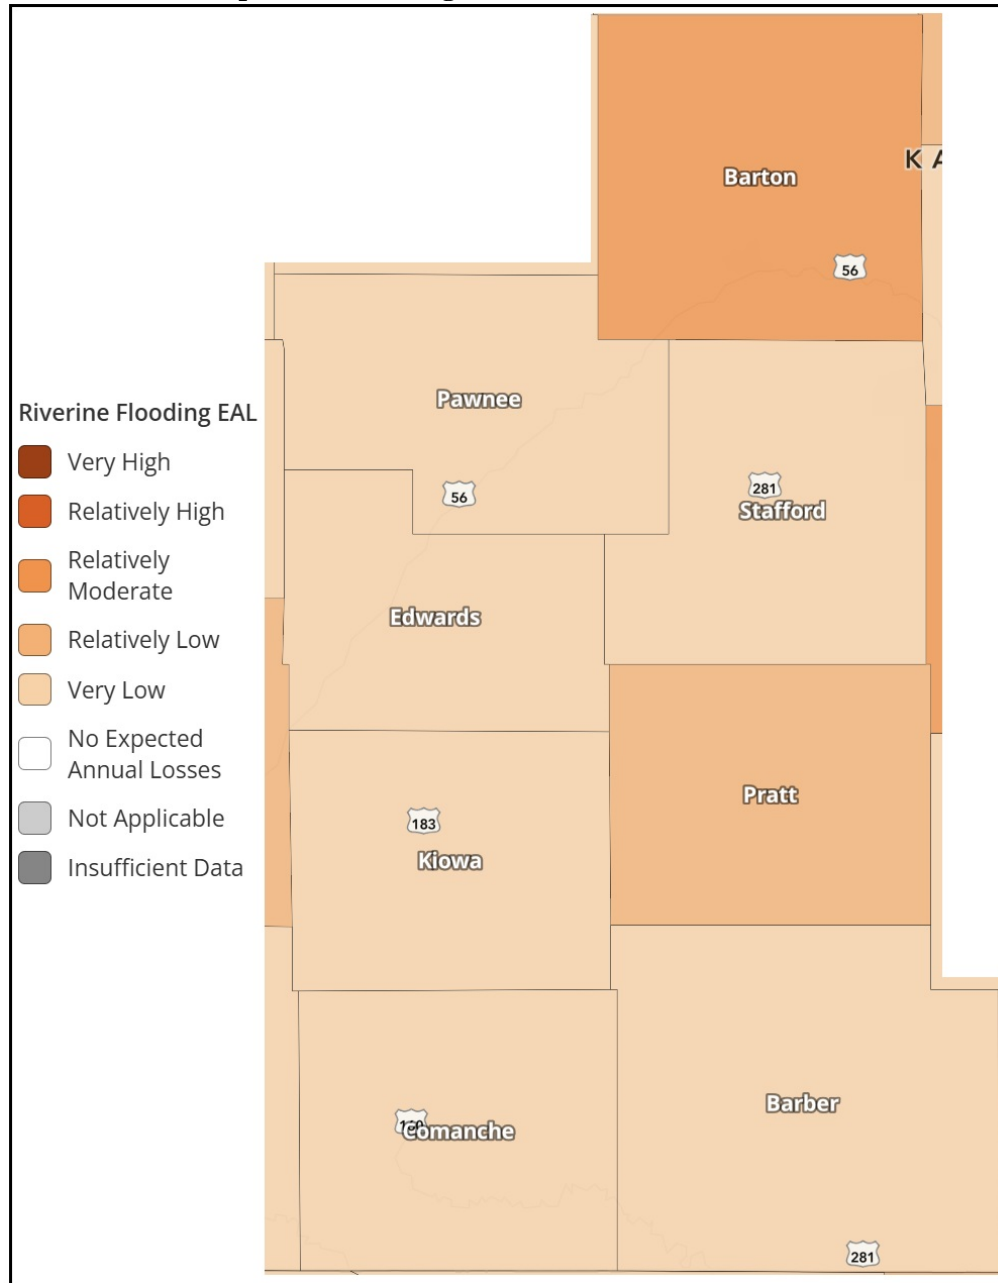 Riverine Flooding EAL
Very High
Relatively High
Relatively
Moderate
Relatively Low
Very Low
No Expected
Annual Losses
Not Applicable
Insufficient Data
K A
Barton
56
Pawnee
56
281
Stafford
Edwards
Pratt
183
Kiowa
Barber
Comanche
281